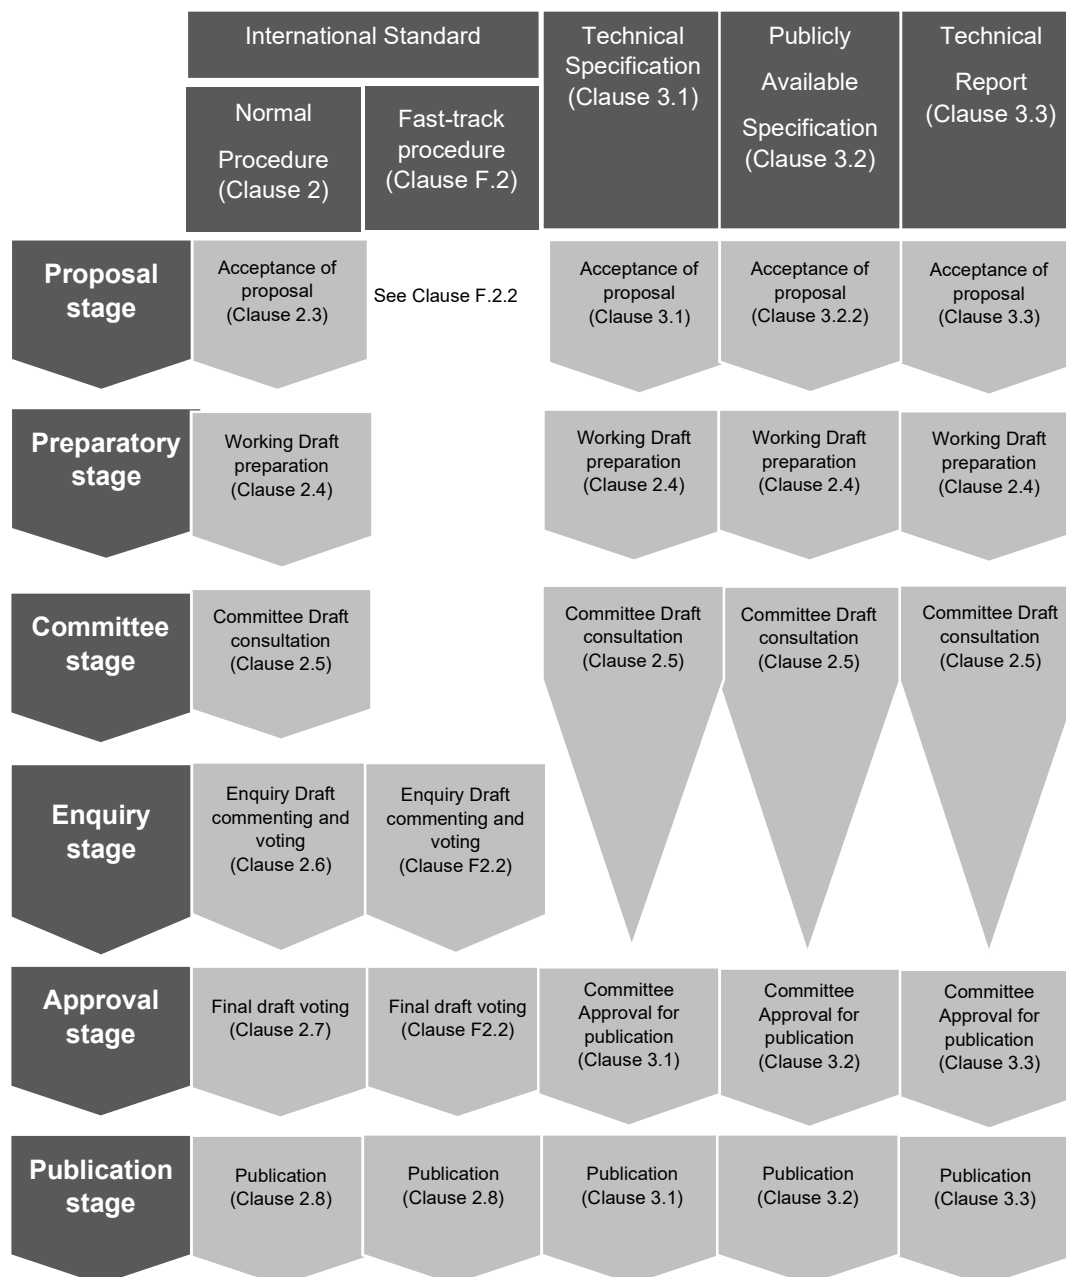 International Standard
Technical
Specification
(Clause 3.1)
Publicly
Available
Specification
(Clause 3.2)
Technical
Report
(Clause 3.3)
Normal
Procedure
(Clause 2)
Fast-track
procedure
(Clause F.2)
Proposal
stage
Acceptance of
proposal
(Clause 2.3)
See Clause F.2.2
Acceptance of
proposal
(Clause 3.1)
Acceptance of
proposal
(Clause 3.2.2)
Acceptance of
proposal
(Clause 3.3)
Preparatory
stage
Working Draft
preparation
(Clause 2.4)
Working Draft
preparation
(Clause 2.4)
Working Draft
preparation
(Clause 2.4)
Working Draft
preparation
(Clause 2.4)
Committee
stage
Committee Draft
consultation
(Clause 2.5)
Committee Draft
consultation
(Clause 2.5)
Committee Draft
consultation
(Clause 2.5)
Committee Draft
consultation
(Clause 2.5)
Enquiry
stage
Enquiry Draft
commenting and
voting
(Clause 2.6)
Enquiry Draft
commenting and
voting
(Clause F2.2)
Approval
stage
Final draft voting
(Clause 2.7)
Final draft voting
(Clause F2.2)
Committee
Approval for
publication
(Clause 3.1)
Committee
Approval for
publication
(Clause 3.2)
Committee
Approval for
publication
(Clause 3.3)
Publication
stage
Publication
(Clause 2.8)
Publication
(Clause 2.8)
Publication
(Clause 3.1)
Publication
(Clause 3.2)
Publication
(Clause 3.3)